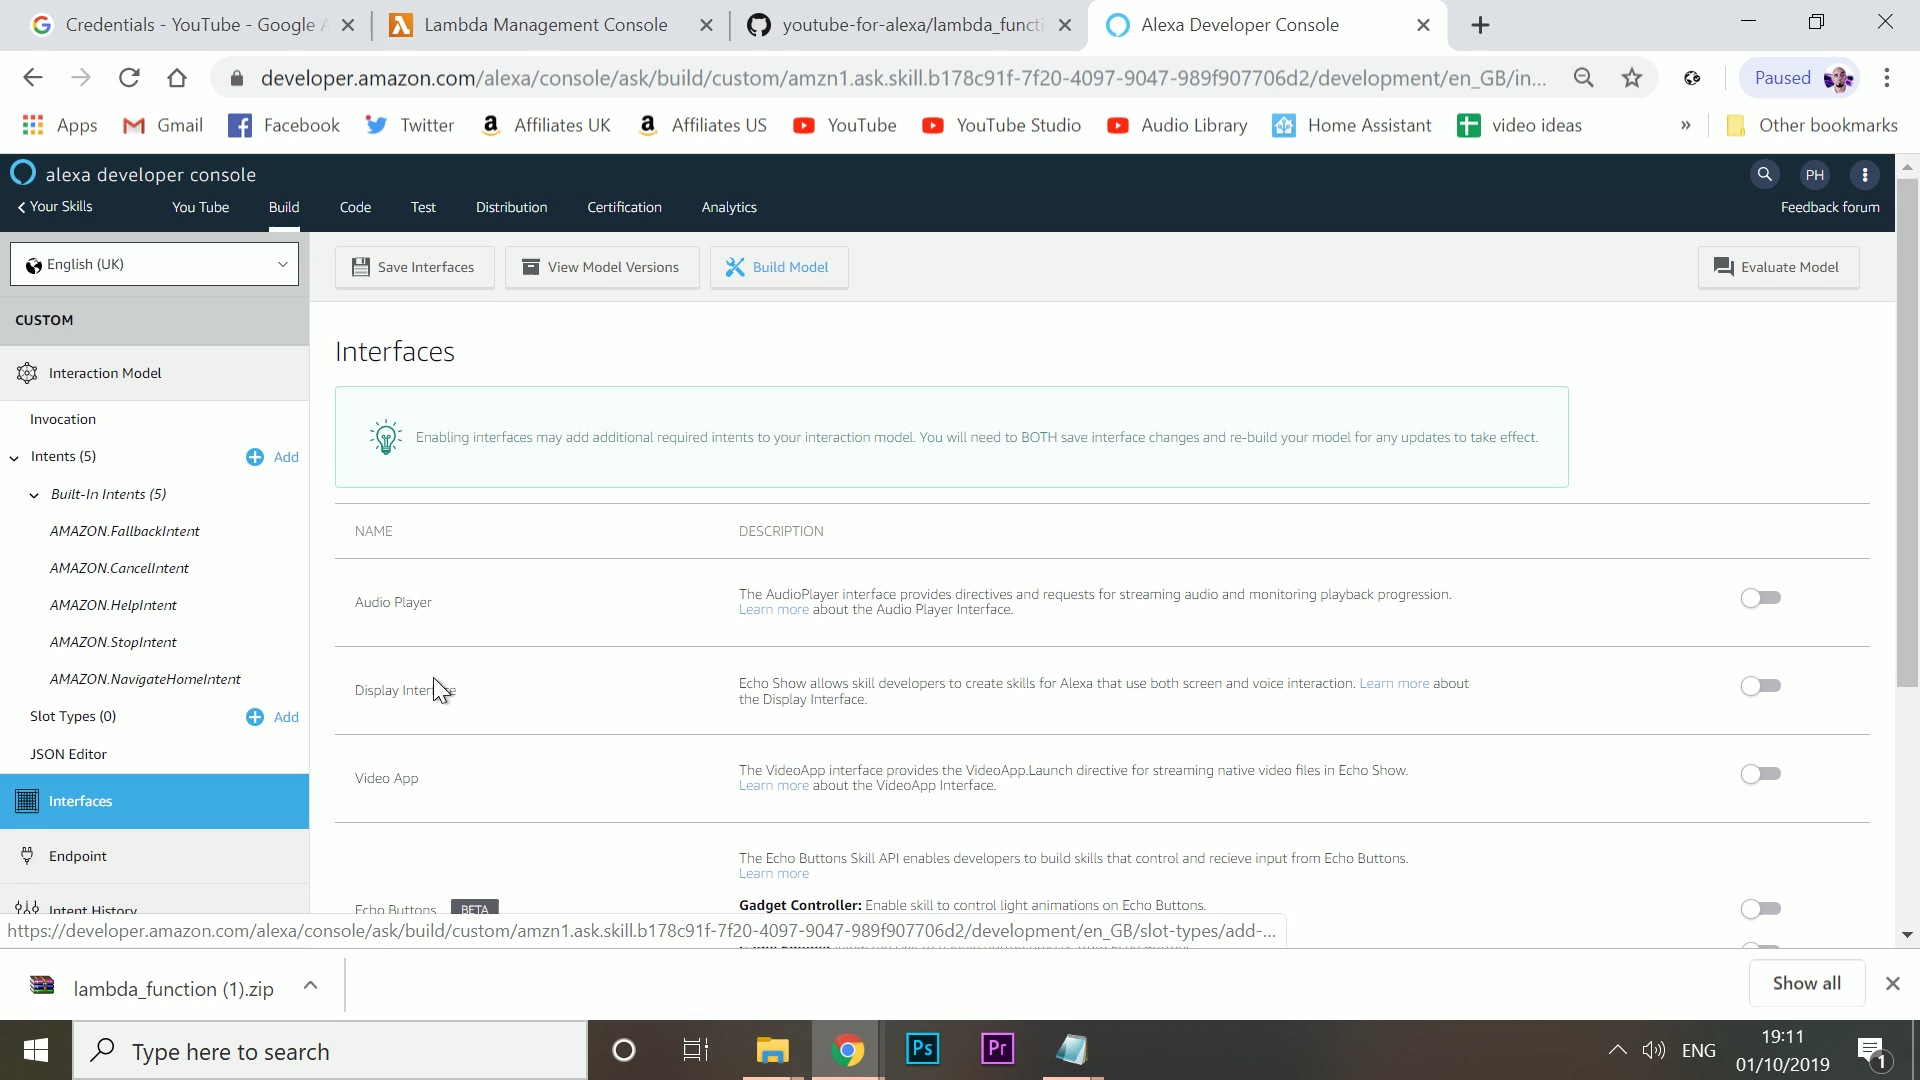 Credentials - YouTube - Google A
Lambda Management Console
youtube-for-alexa/lambda_functi
Alexa Developer Console
developer.amazon.com/alexa/console/ask/build/custom/amzn1.ask.skill.b178c91f-7f20-4097-9047-989f907706d2/development/en_GB/in...
Paused
Apps
Gmail
Facebook
Twitter
Affiliates UK
Affiliates US
YouTube
YouTube Studio
Audio Library
Home Assistant
video ideas
»
Other bookmarks
alexa developer console
PH
Your Skills
You Tube
Build
Code
Test
Distribution
Certification
Analytics
Feedback forum
English (UK)
Save Interfaces
View Model Versions
Build Model
Evaluate Model
CUSTOM
Interaction Model
Invocation
Intents (5)
Add
Built-In Intents (5)
AMAZON.FallbackIntent
AMAZON.CancelIntent
AMAZON.HelpIntent
AMAZON.StopIntent
AMAZON.NavigateHomeIntent
Slot Types (0)
Add
JSON Editor
Interfaces
Endpoint
Intent History
Interfaces
Enabling interfaces may add additional required intents to your interaction model. You will need to BOTH save interface changes and re-build your model for any updates to take effect.
NAME
DESCRIPTION
Audio Player
The AudioPlayer interface provides directives and requests for streaming audio and monitoring playback progression.
Learn more about the Audio Player Interface.
Display Interface
Echo Show allows skill developers to create skills for Alexa that use both screen and voice interaction. Learn more about
the Display Interface.
Video App
The VideoApp interface provides the VideoApp.Launch directive for streaming native video files in Echo Show.
Learn more about the VideoApp Interface.
The Echo Buttons Skill API enables developers to build skills that control and recieve input from Echo Buttons.
Learn more
Echo Buttons
BETA
Gadget Controller: Enable skill to control light animations on Echo Buttons.
https://developer.amazon.com/alexa/console/ask/build/custom/amzn1.ask.skill.b178c91f-7f20-4097-9047-989f907706d2/development/en_GB/slot-types/add-...
lambda_function (1).zip
Show all
Type here to search
Ps
Pr
ENG
19:11
01/10/2019
1